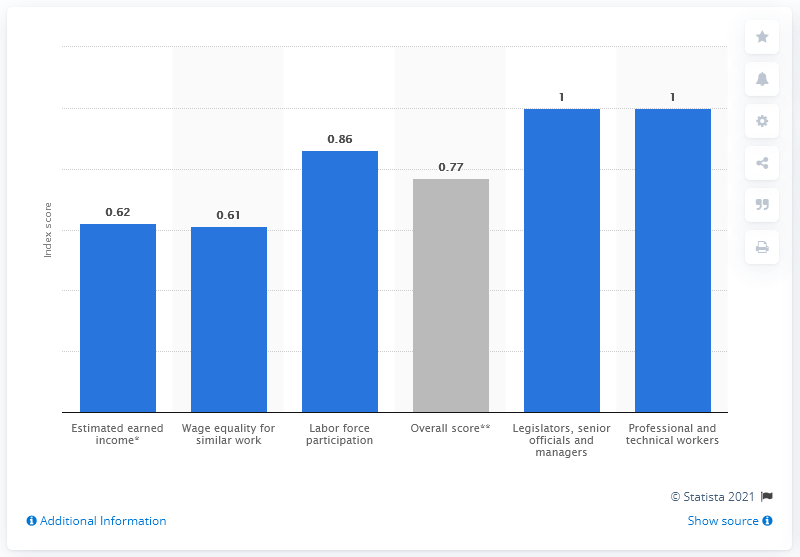 1
1
0.86
0.77
0.62
0.61
Index score
Estimated earned
income*
Wage equality for
similar work
Labor force
participation
Overall score**
Legislators, senior
officials and
managers
Professional and
technical workers
© Statista 2021
Additional Information
Show source